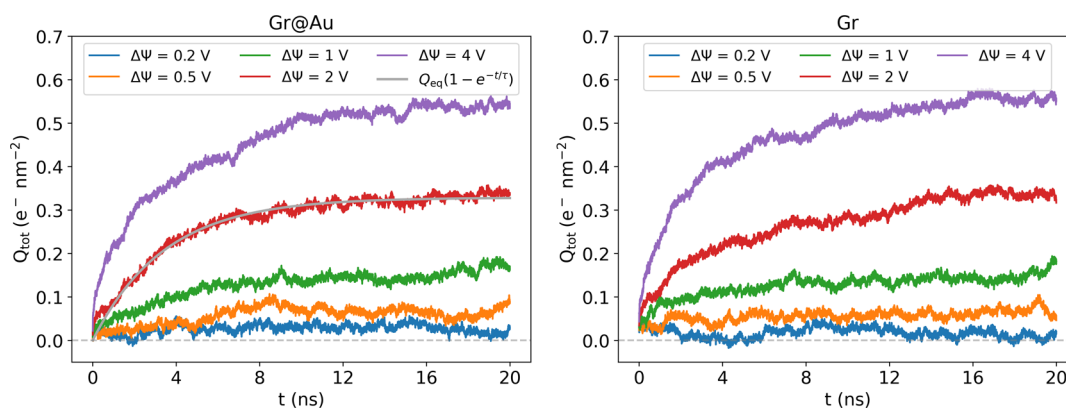 Gr@Au
ΔΨ = 0.2 V
ΔΨ = 1 V
ΔΨ = 4 V
ΔΨ = 0.5 V
ΔΨ = 2 V
Q_eq(1 − e^{−t/τ})
0.7
0.6
0.5
0.4
0.3
0.2
0.1
0.0
Q_tot (e⁻ nm⁻²)
0 4 8 12 16 20
t (ns)
Gr
ΔΨ = 0.2 V
ΔΨ = 1 V
ΔΨ = 4 V
ΔΨ = 0.5 V
ΔΨ = 2 V
0.7
0.6
0.5
0.4
0.3
0.2
0.1
0.0
Q_tot (e⁻ nm⁻²)
0 4 8 12 16 20
t (ns)